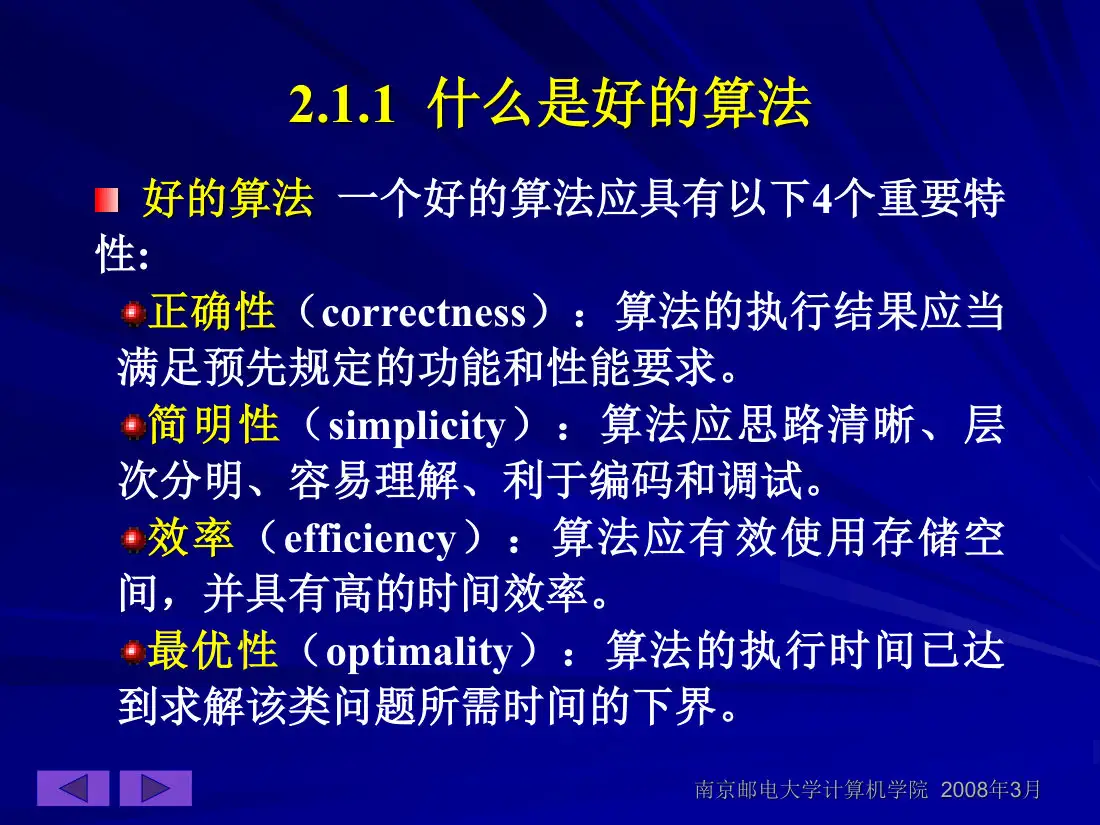 2.1.1 什么是好的算法
好的算法 一个好的算法应具有以下4个重要特
性:
正确性（correctness）：算法的执行结果应当
满足预先规定的功能和性能要求。
简明性（simplicity）：算法应思路清晰、层
次分明、容易理解、利于编码和调试。
效率（efficiency）：算法应有效使用存储空
间，并具有高的时间效率。
最优性（optimality）：算法的执行时间已达
到求解该类问题所需时间的下界。
南京邮电大学计算机学院 2008年3月